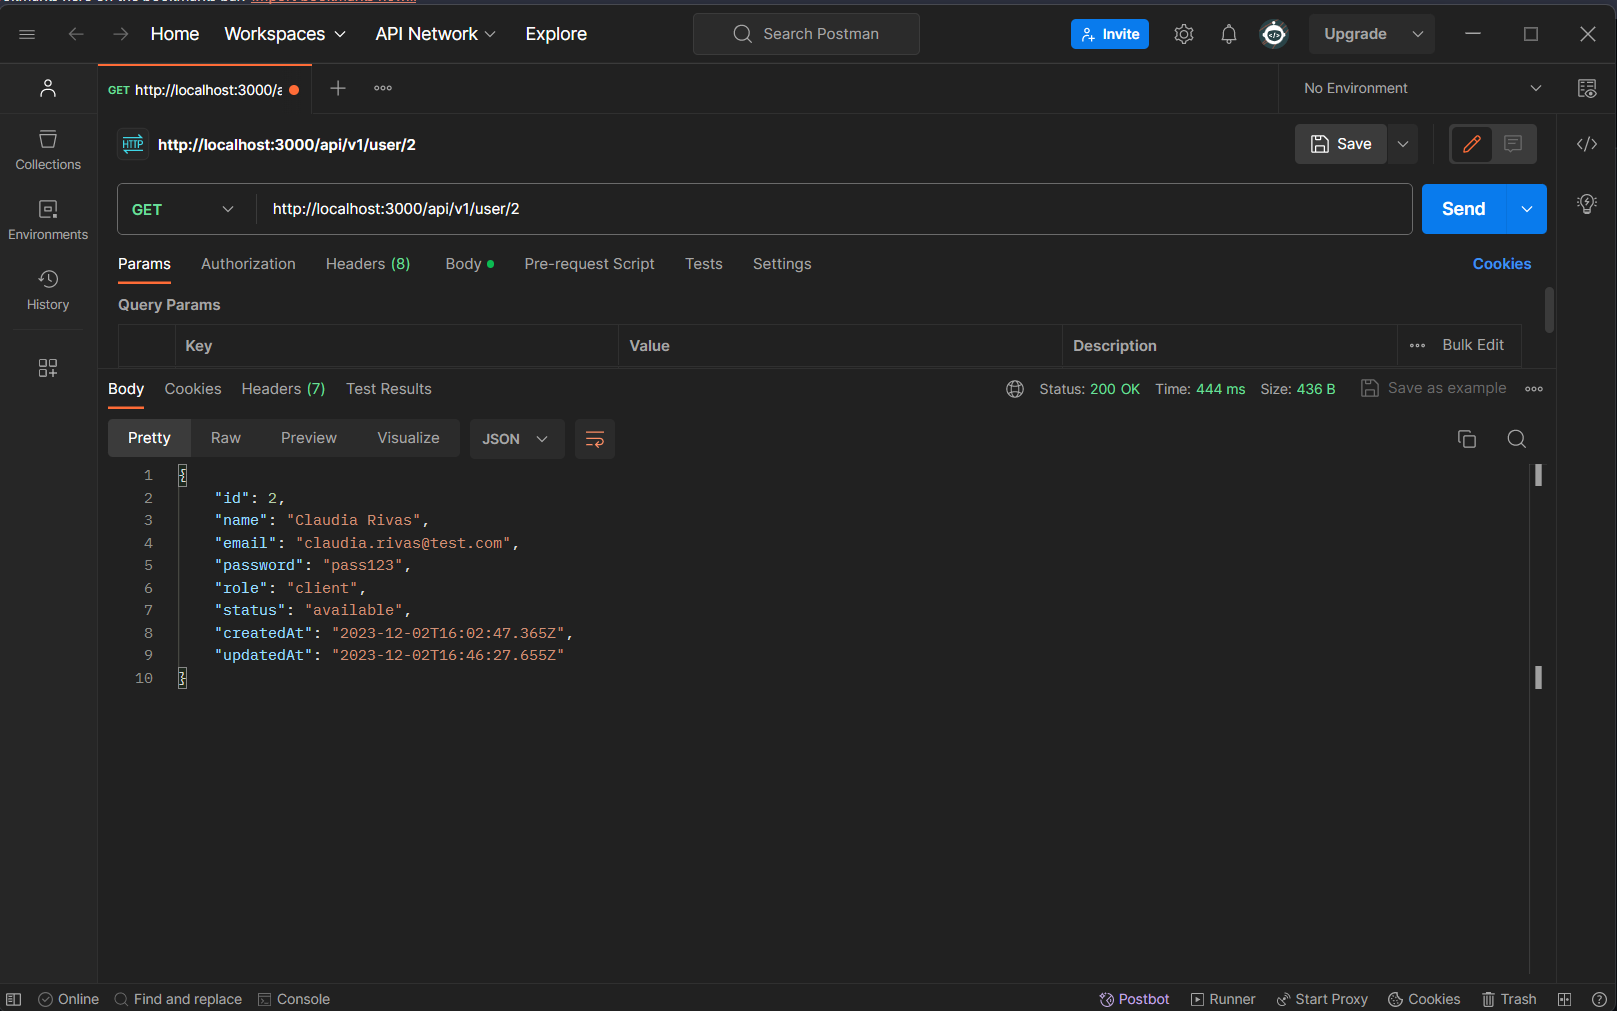 Import bookmarks now...
Home Workspaces API Network Explore Search Postman Invite Upgrade
GET http://localhost:3000/a No Environment
HTTP http://localhost:3000/api/v1/user/2 Save
Collections
GET http://localhost:3000/api/v1/user/2 Send
Environments
Params Authorization Headers (8) Body Pre-request Script Tests Settings Cookies
History
Query Params
Key Value Description Bulk Edit
Body Cookies Headers (7) Test Results Status: 200 OK Time: 444 ms Size: 436 B Save as example
Pretty Raw Preview Visualize JSON
1 {
2 "id": 2,
3 "name": "Claudia Rivas",
4 "email": "claudia.rivas@test.com",
5 "password": "pass123",
6 "role": "client",
7 "status": "available",
8 "createdAt": "2023-12-02T16:02:47.365Z",
9 "updatedAt": "2023-12-02T16:46:27.655Z"
10 }
Online Find and replace Console Postbot Runner Start Proxy Cookies Trash